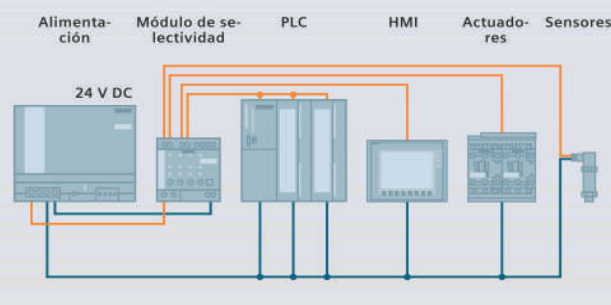 Alimenta-
ción
Módulo de se-
lectividad
PLC
HMI
Actuado-
res
Sensores
24 V DC